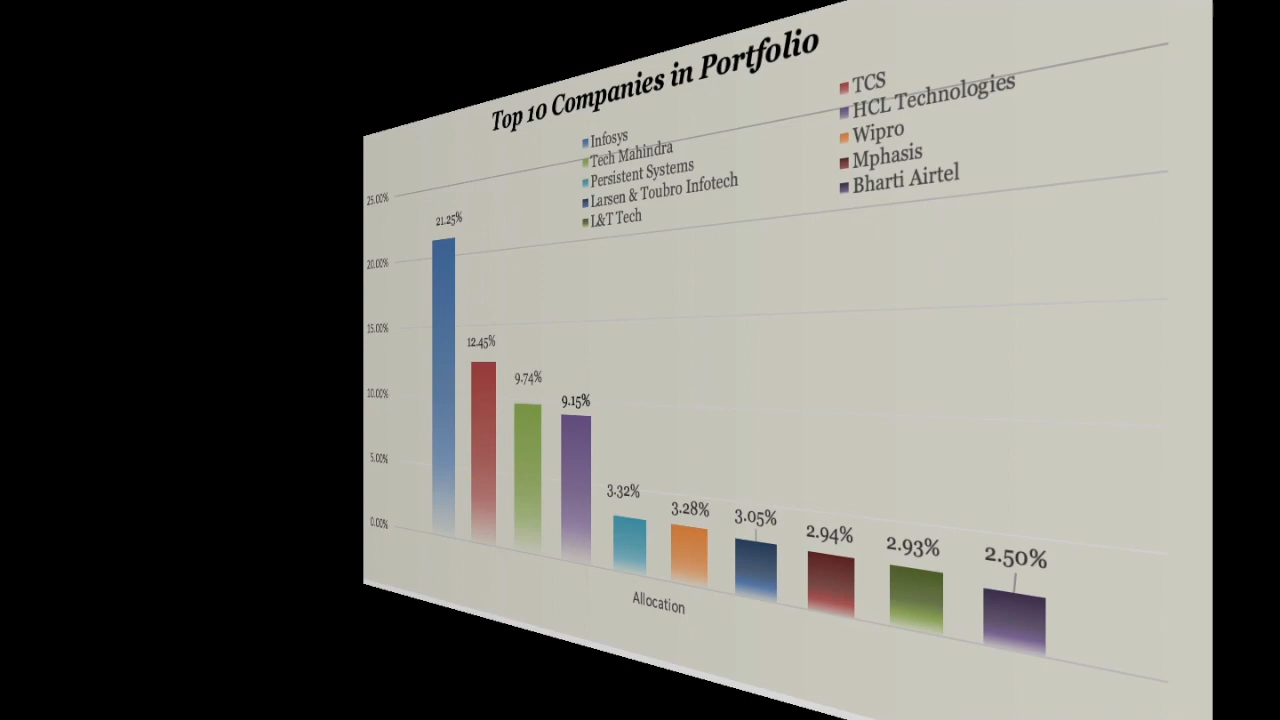 Top 10 Companies in Portfolio
Infosys
TCS
Tech Mahindra
HCL Technologies
Persistent Systems
Wipro
Larsen & Toubro Infotech
Mphasis
L&T Tech
Bharti Airtel
25.00%
20.00%
15.00%
10.00%
5.00%
0.00%
21.25%
12.45%
9.74%
9.15%
3.32%
3.28%
3.05%
2.94%
2.93%
2.50%
Allocation